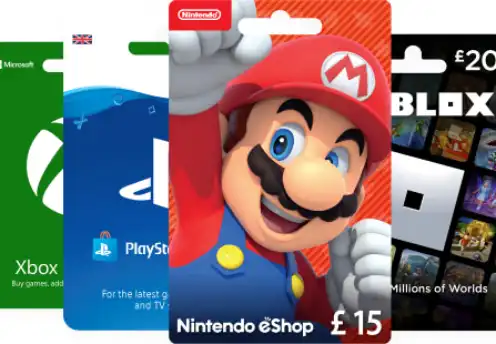 Microsoft
Xbox
Buy games, add
PlayStat
For the latest g
and TV
Nintendo
M
Nintendo eShop £15
£20
BLOX
Millions of Worlds